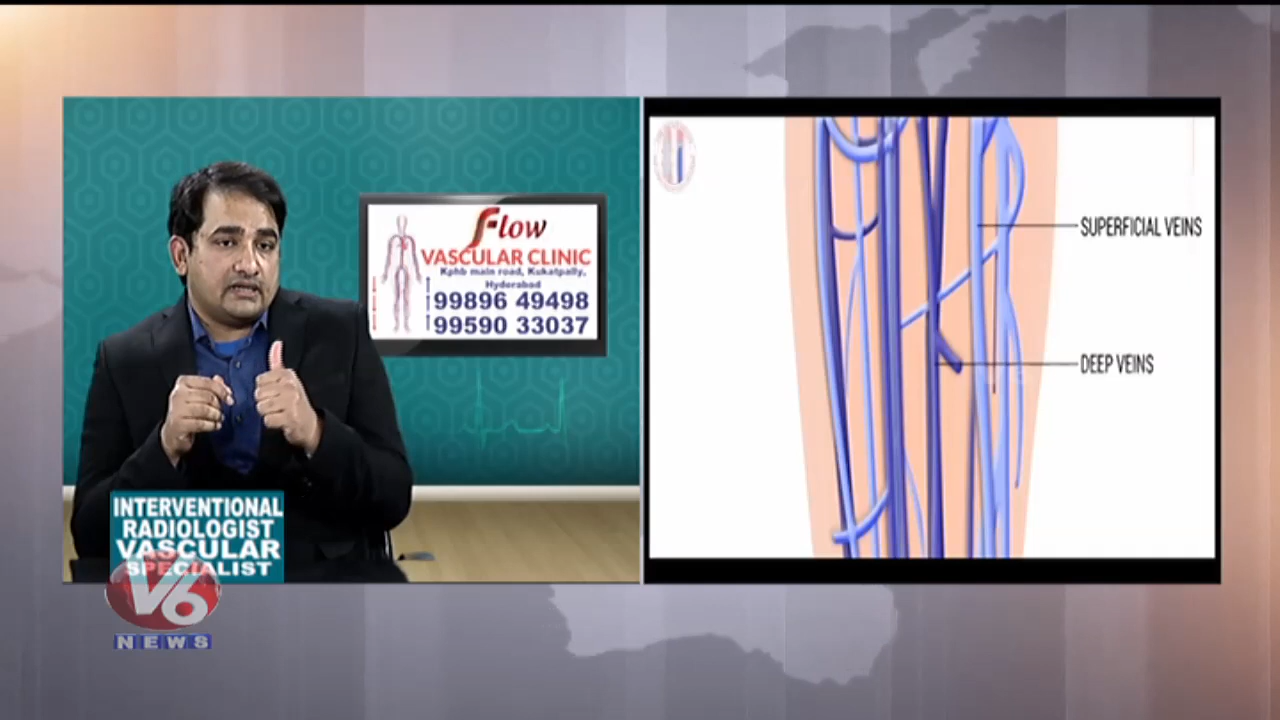 Flow
VASCULAR CLINIC
Kphb main road, Kukatpally,
Hyderabad
99896 49498
99590 33037
INTERVENTIONAL
RADIOLOGIST
VASCULAR
SPECIALIST
V6
NEWS
SUPERFICIAL VEINS
DEEP VEINS